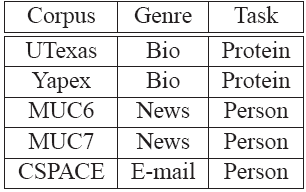 Corpus Genre Task
UTexas Bio Protein
Yapex Bio Protein
MUC6 News Person
MUC7 News Person
CSPACE E-mail Person